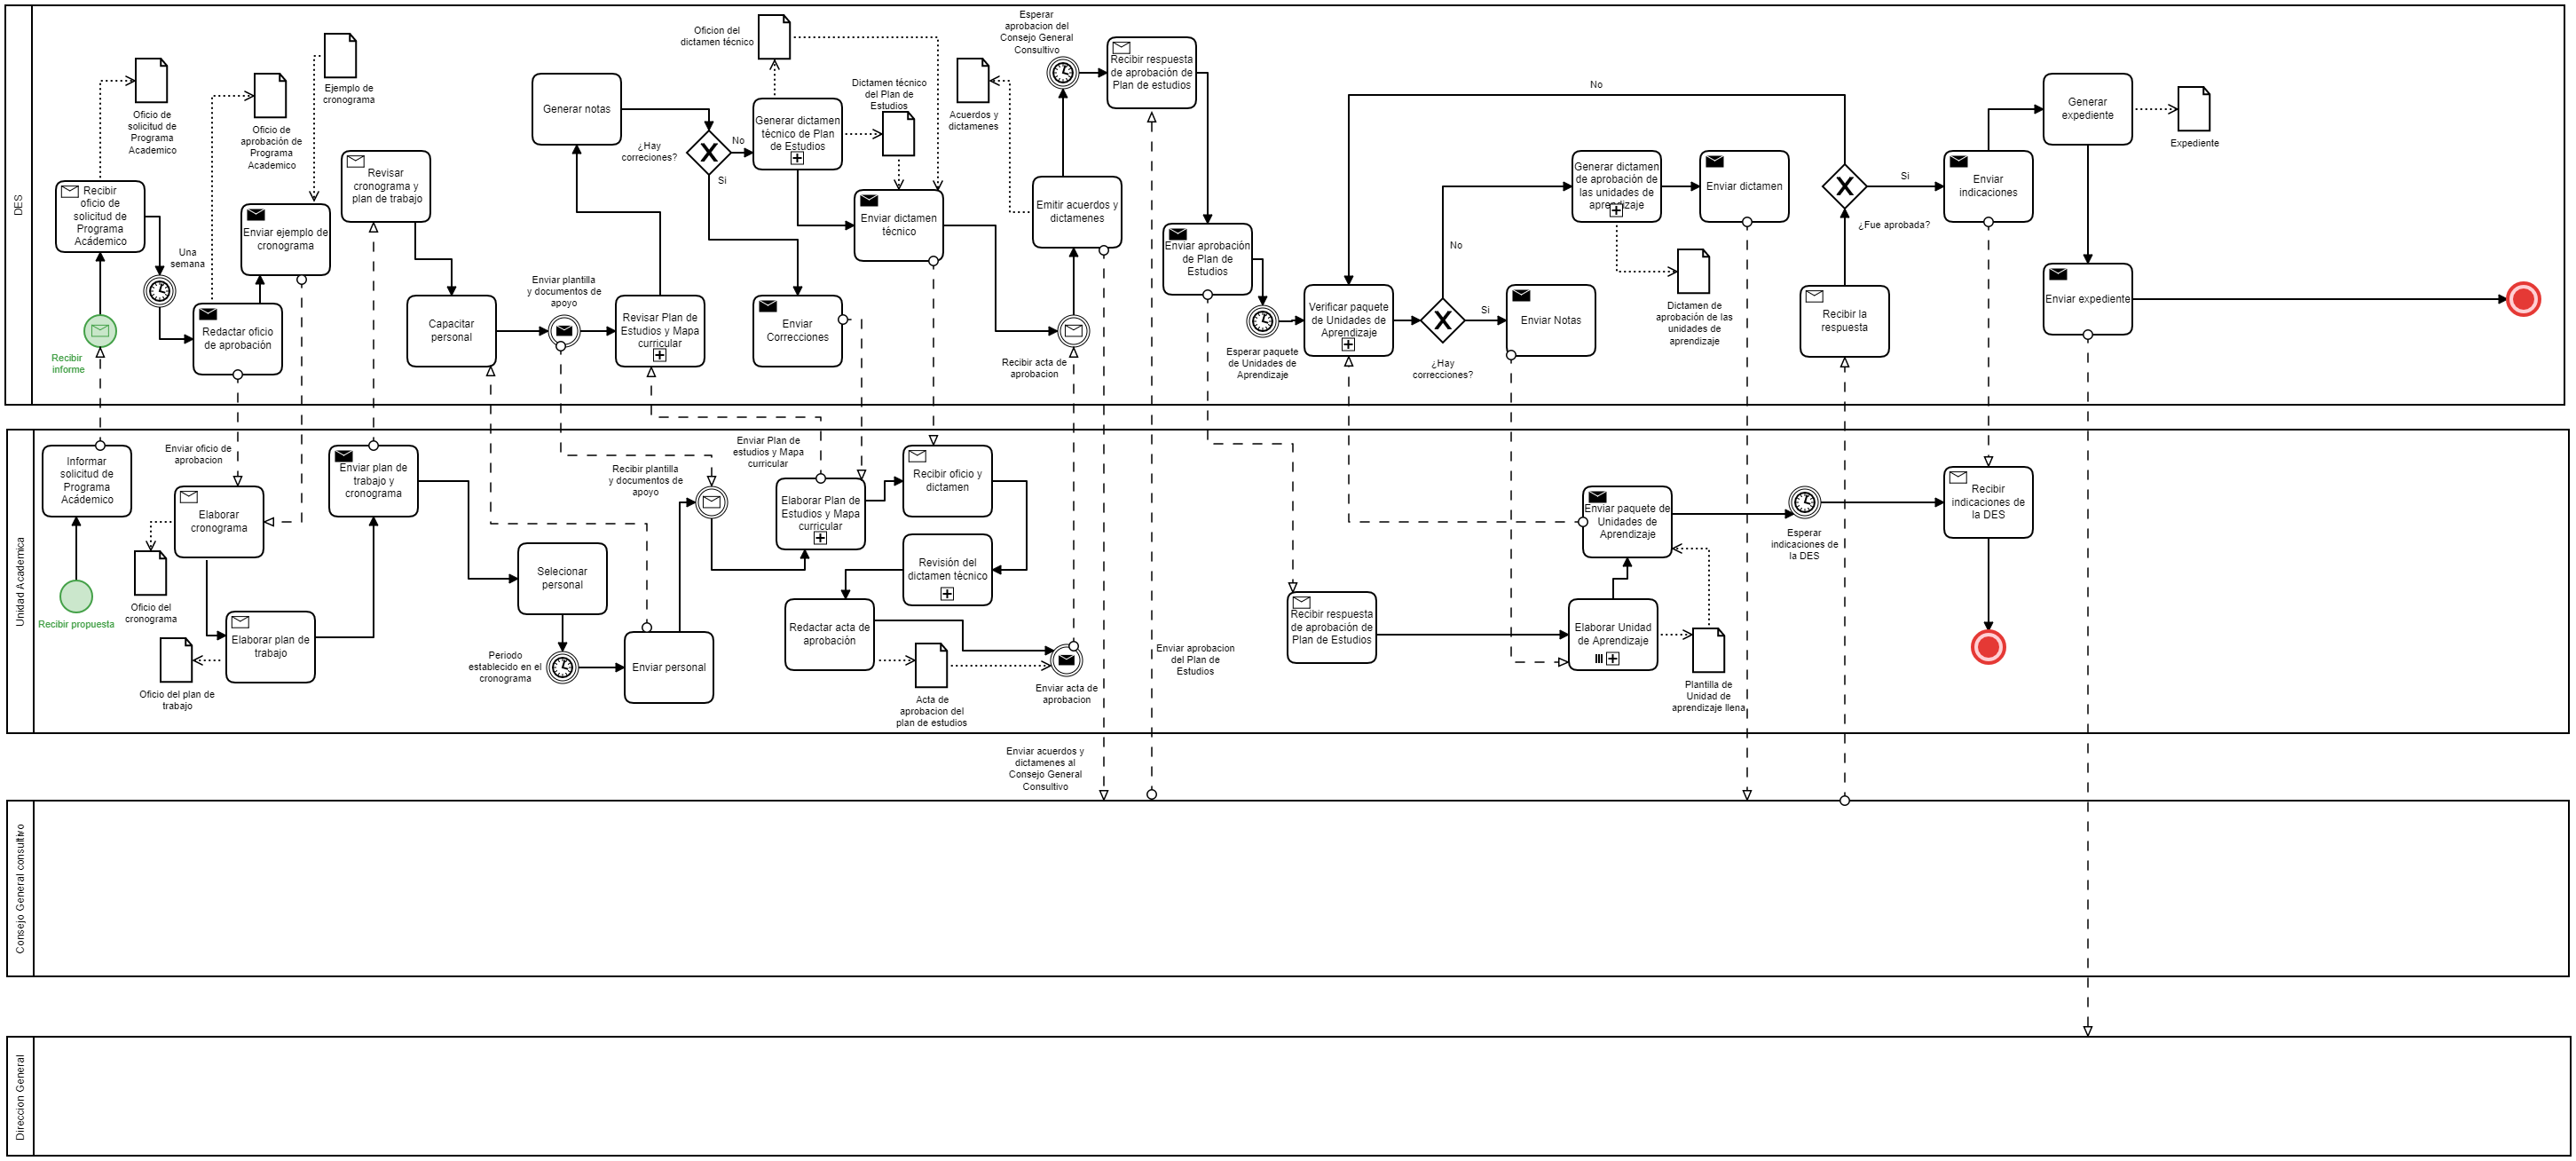 DES
Oficio de
solicitud de
Programa
Academico
Oficio de
aprobación de
Programa
Academico
Ejemplo de
cronograma
Recibir
oficio de
solicitud de
Programa
Académico
Una
semana
Recibir
informe
Redactar oficio
de aprobación
Enviar ejemplo de
cronograma
Revisar
cronograma y
plan de trabajo
Capacitar
personal
Enviar plantilla
y documentos de
apoyo
Generar notas
Revisar Plan de
Estudios y Mapa
curricular
¿Hay
correciones?
No
Si
Oficion del
dictamen técnico
Generar dictamen
técnico de Plan
de Estudios
Dictamen técnico
del Plan de
Estudios
Enviar
Correcciones
Enviar dictamen
técnico
Acuerdos y
dictamenes
Esperar
aprobacion del
Consejo General
Consultivo
Emitir acuerdos y
dictamenes
Recibir acta de
aprobacion
Recibir respuesta
de aprobación de
Plan de estudios
Enviar aprobación
de Plan de
Estudios
Esperar paquete
de Unidades de
Aprendizaje
Verificar paquete
de Unidades de
Aprendizaje
¿Hay
correcciones?
No
Si
Enviar Notas
No
Generar dictamen
de aprobación de
las unidades de
aprendizaje
Dictamen de
aprobación de las
unidades de
aprendizaje
Enviar dictamen
Recibir la
respuesta
¿Fue aprobada?
Si
Enviar
indicaciones
Generar
expediente
Expediente
Enviar expediente
Unidad Academica
Informar
solicitud de
Programa
Académico
Recibir propuesta
Enviar oficio de
aprobacion
Elaborar
cronograma
Oficio del
cronograma
Oficio del plan de
trabajo
Elaborar plan de
trabajo
Enviar plan de
trabajo y
cronograma
Selecionar
personal
Periodo
establecido en el
cronograma
Enviar personal
Recibir plantilla
y documentos de
apoyo
Enviar Plan de
estudios y Mapa
curricular
Elaborar Plan de
Estudios y Mapa
curricular
Recibir oficio y
dictamen
Revisión del
dictamen técnico
Redactar acta de
aprobación
Acta de
aprobacion del
plan de estudios
Enviar acta de
aprobacion
Enviar aprobacion
del Plan de
Estudios
Recibir respuesta
de aprobación de
Plan de Estudios
Enviar paquete de
Unidades de
Aprendizaje
Elaborar Unidad
de Aprendizaje
Plantilla de
Unidad de
aprendizaje llena
Esperar
indicaciones de
la DES
Recibir
indicaciones de
la DES
Enviar acuerdos y
dictamenes al
Consejo General
Consultivo
Consejo General consultivo
Direccion General